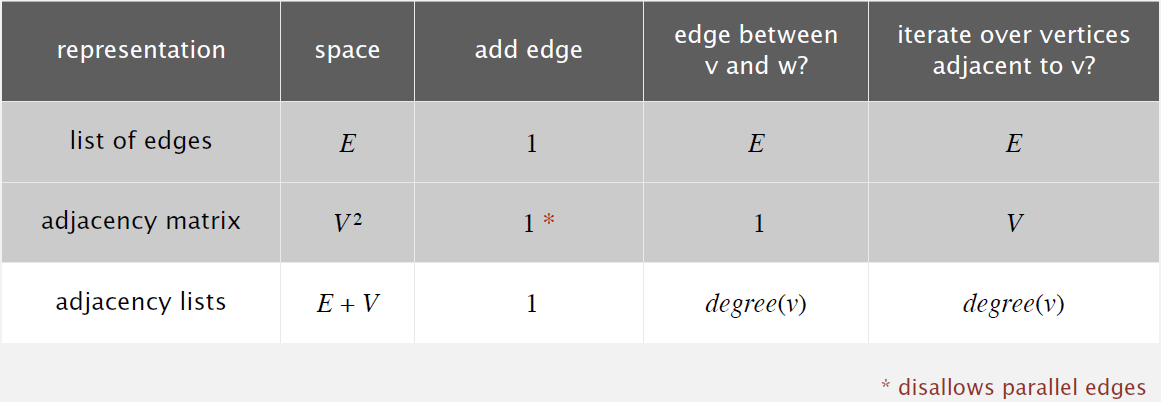 representation space add edge edge between v and w? iterate over vertices adjacent to v?
list of edges E 1 E E
adjacency matrix V² 1 * 1 V
adjacency lists E + V 1 degree(v) degree(v)
* disallows parallel edges